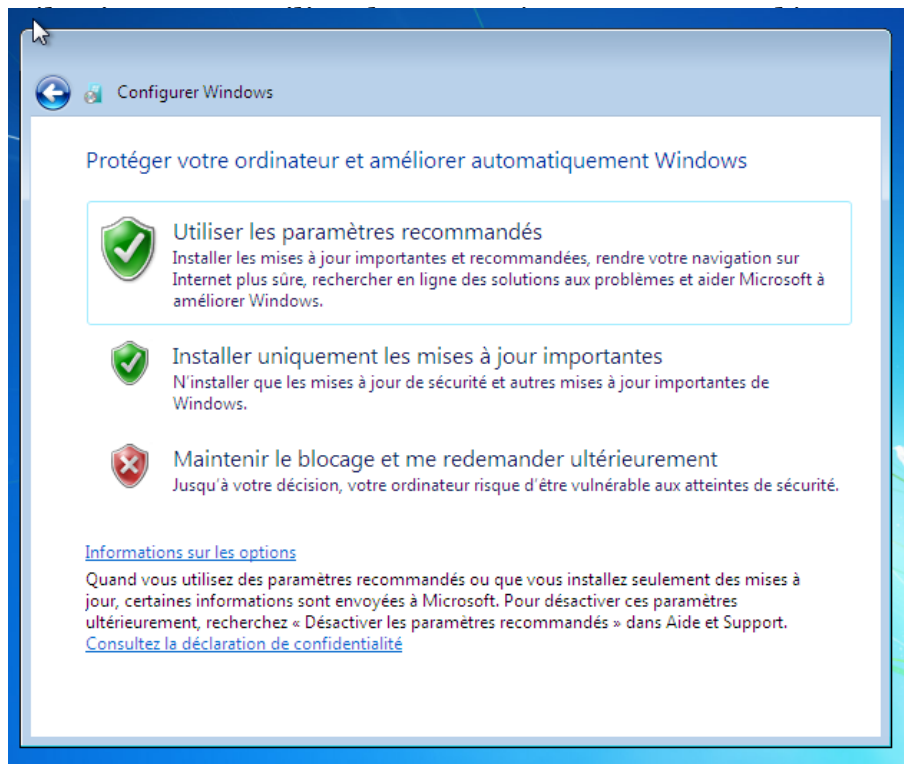 Configurer Windows
Protéger votre ordinateur et améliorer automatiquement Windows
Utiliser les paramètres recommandés
Installer les mises à jour importantes et recommandées, rendre votre navigation sur
Internet plus sûre, rechercher en ligne des solutions aux problèmes et aider Microsoft à
améliorer Windows.
Installer uniquement les mises à jour importantes
N'installer que les mises à jour de sécurité et autres mises à jour importantes de
Windows.
Maintenir le blocage et me redemander ultérieurement
Jusqu'à votre décision, votre ordinateur risque d'être vulnérable aux atteintes de sécurité.
Informations sur les options
Quand vous utilisez des paramètres recommandés ou que vous installez seulement des mises à
jour, certaines informations sont envoyées à Microsoft. Pour désactiver ces paramètres
ultérieurement, recherchez « Désactiver les paramètres recommandés » dans Aide et Support.
Consultez la déclaration de confidentialité